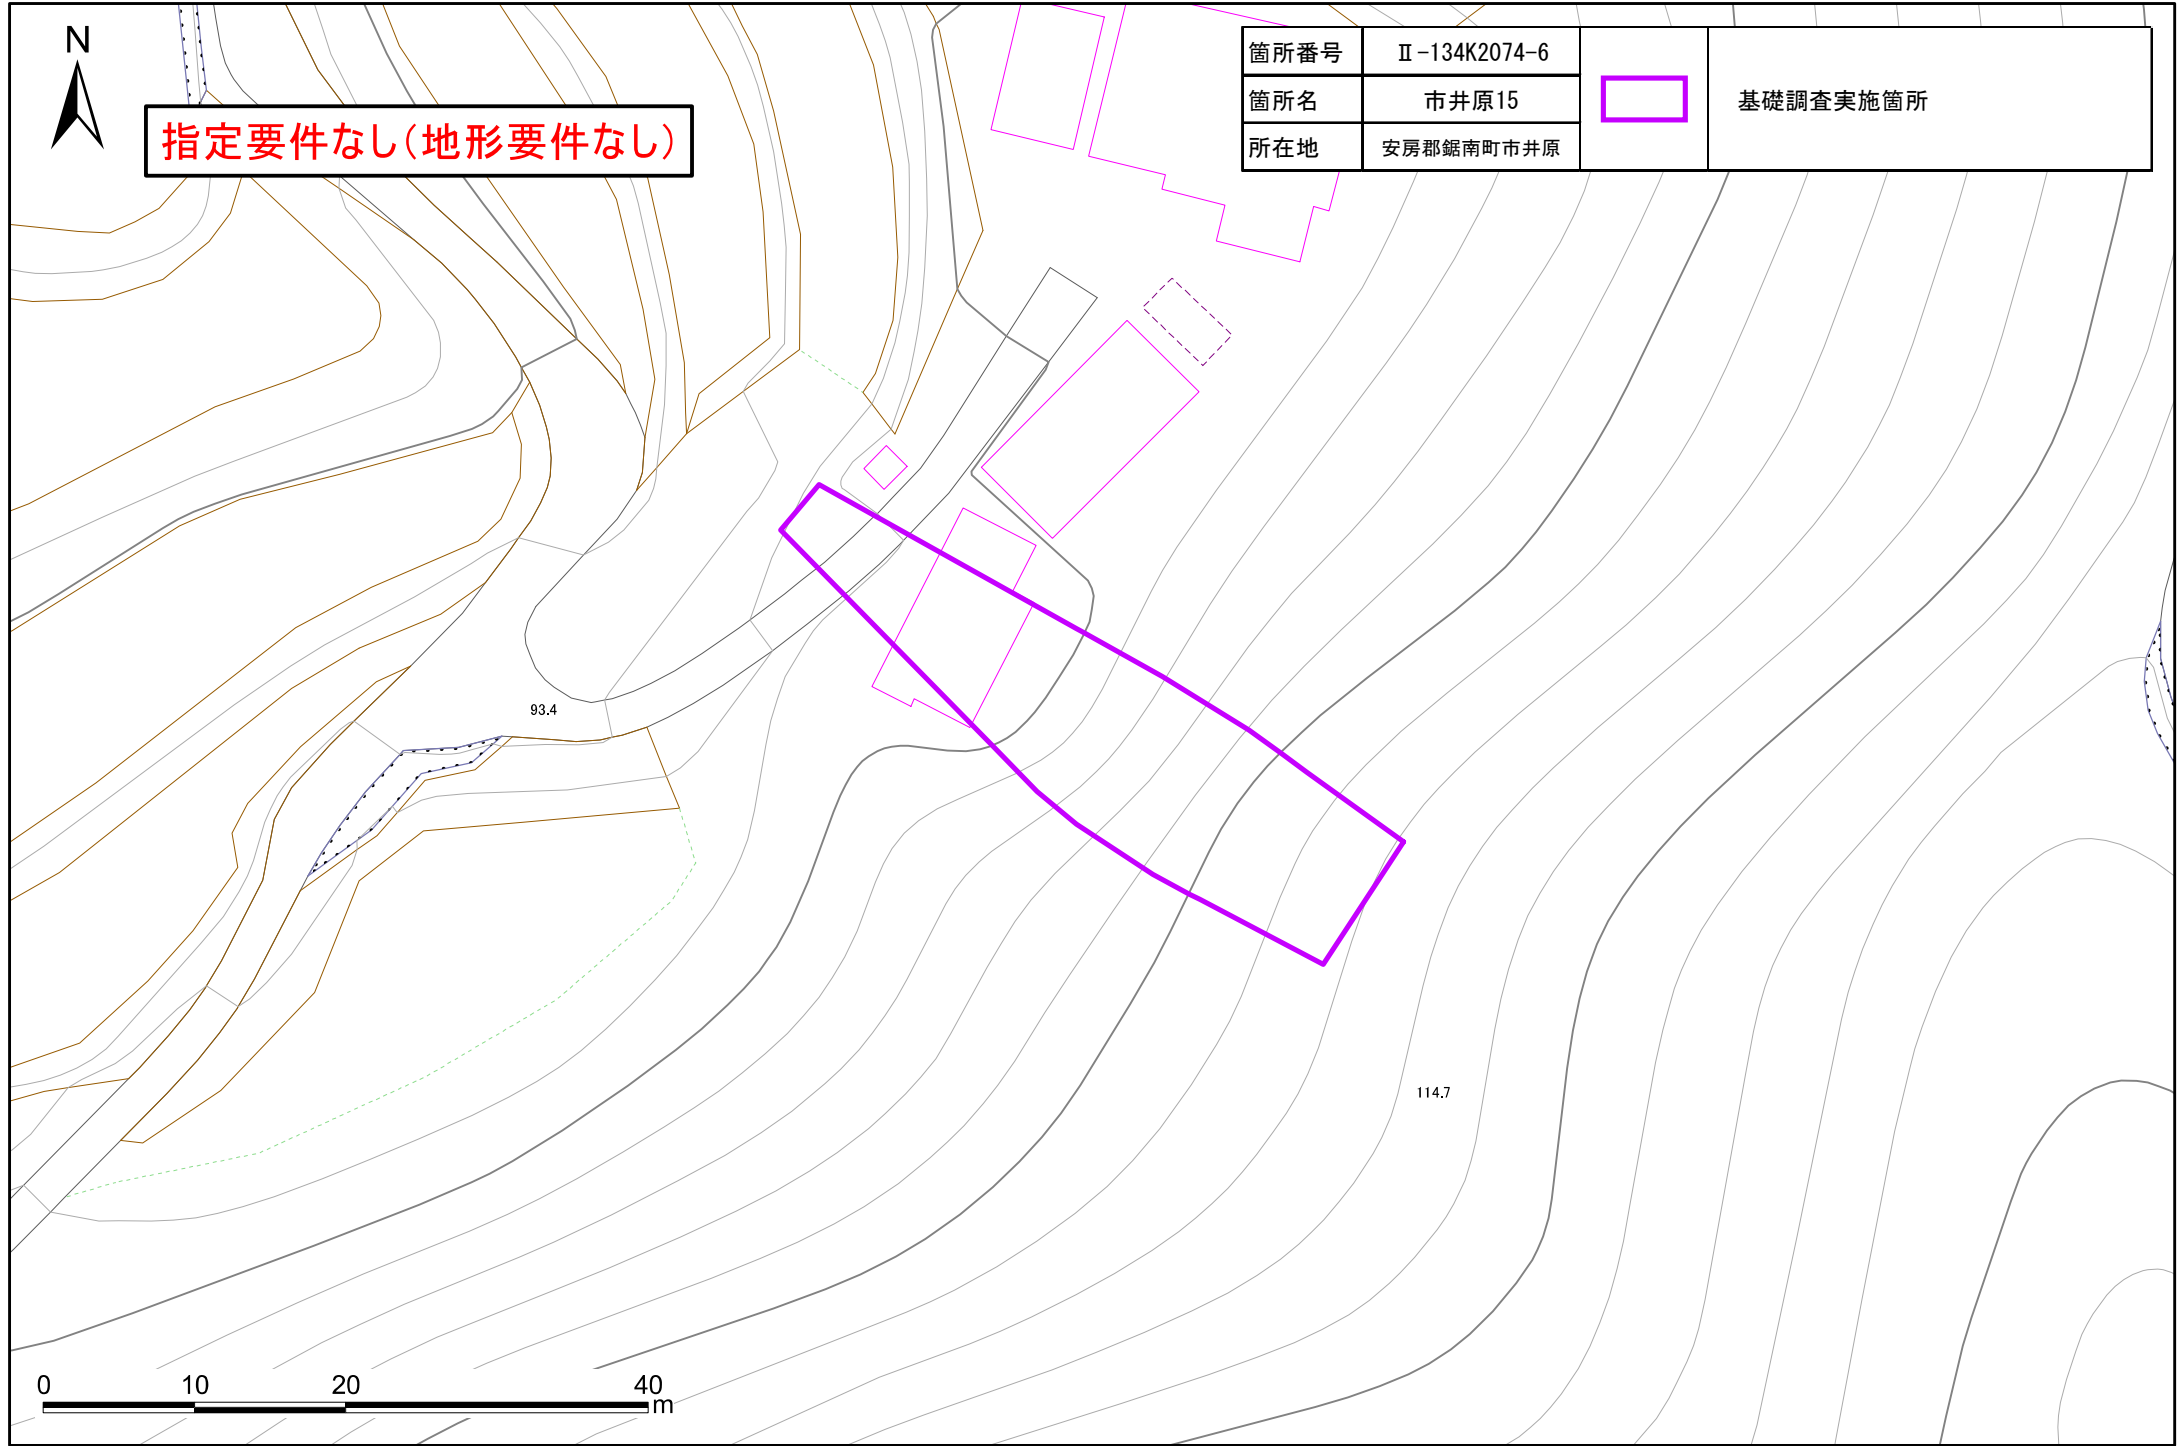 N
指定要件なし(地形要件なし)
箇所番号 Ⅱ-134K2074-6
箇所名 市井原15
所在地 安房郡鋸南町市井原
基礎調査実施箇所
93.4
114.7
0 10 20 40
m